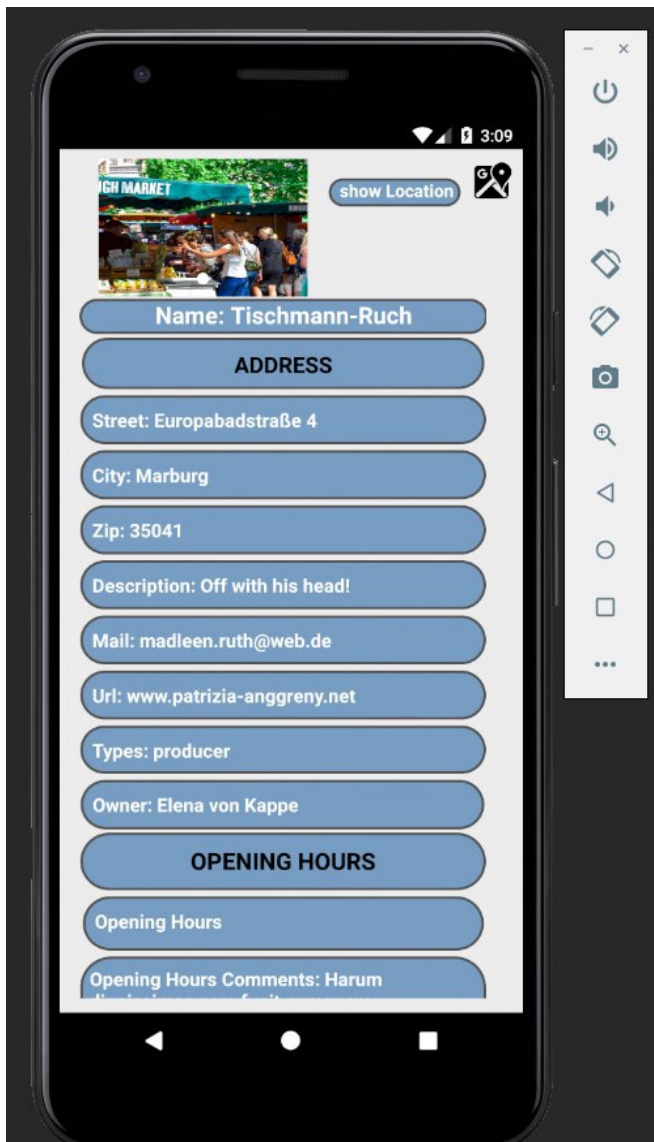 3:09
UGH MARKET
show Location
G
Name: Tischmann-Ruch
ADDRESS
Street: Europabadstraße 4
City: Marburg
Zip: 35041
Description: Off with his head!
Mail: madleen.ruth@web.de
Url: www.patrizia-anggreny.net
Types: producer
Owner: Elena von Kappe
OPENING HOURS
Opening Hours
Opening Hours Comments: Harum